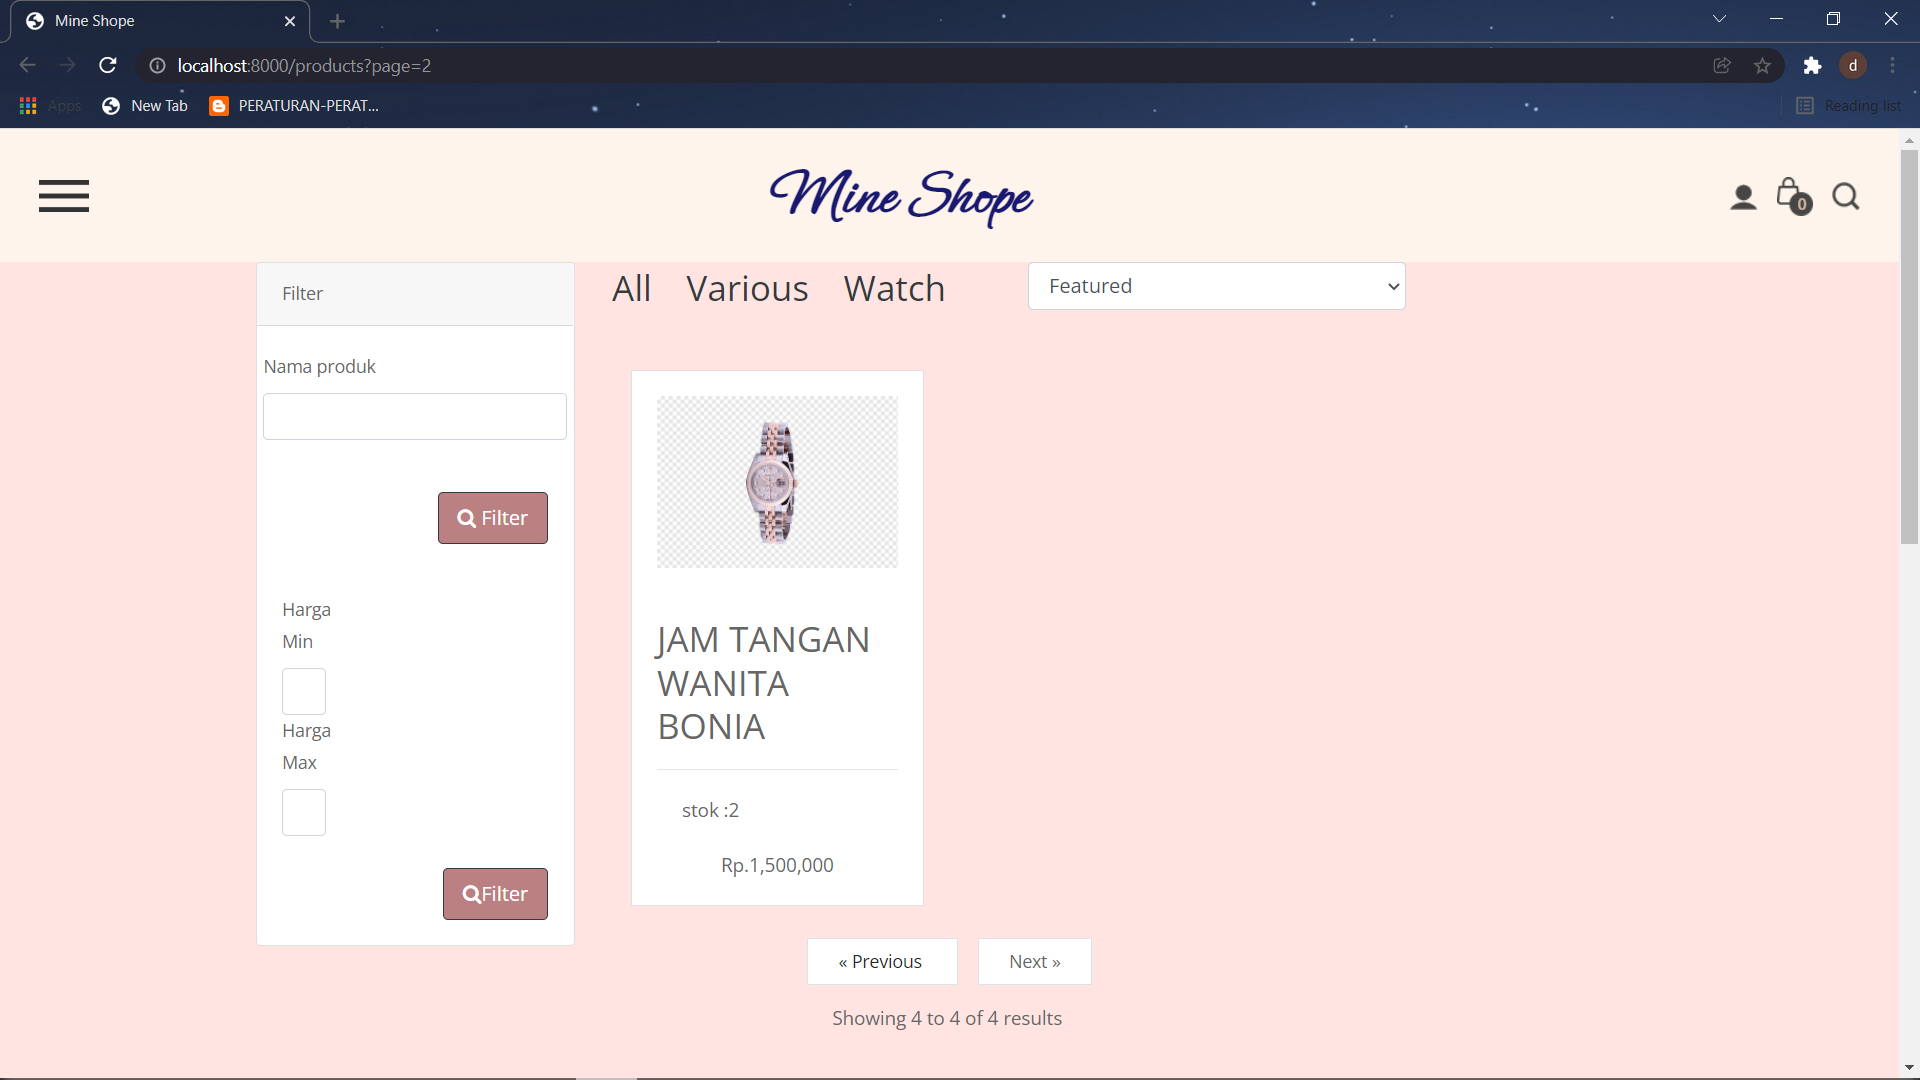 Mine Shope
localhost:8000/products?page=2
Apps
New Tab
PERATURAN-PERAT...
Reading list
Mine Shope
0
Filter
All
Various
Watch
Featured
Nama produk
Filter
Harga
Min
Harga
Max
Filter
JAM TANGAN
WANITA
BONIA
stok :2
Rp.1,500,000
« Previous
Next »
Showing 4 to 4 of 4 results